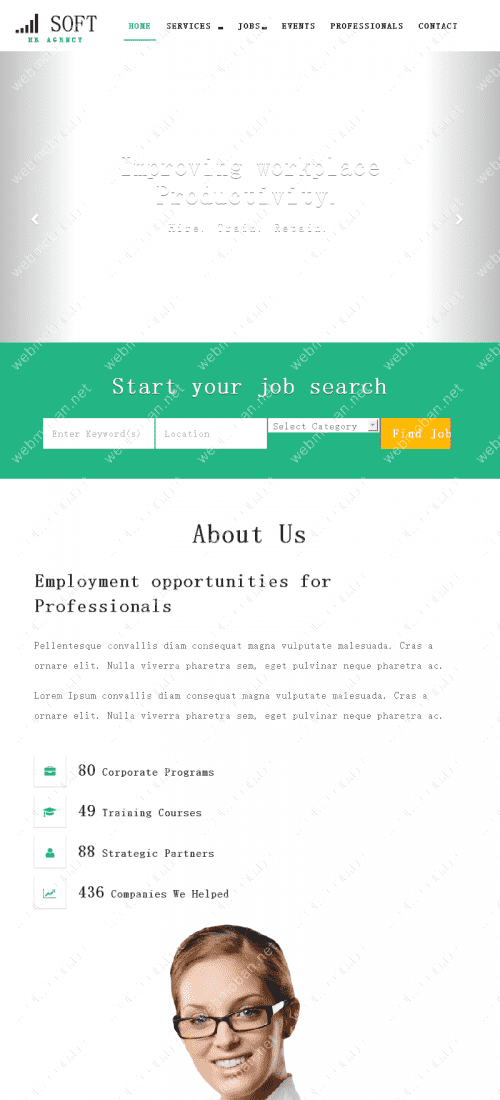 SOFT
HR AGENCY
HOME SERVICES JOBS EVENTS PROFESSIONALS CONTACT
Improving workplace
Productivity.
Hire. Train. Retain.
Start your job search
Enter Keyword(s) Location Select Category Find Job
About Us
Employment opportunities for
Professionals
Pellentesque convallis diam consequat magna vulputate malesuada. Cras a
ornare elit. Nulla viverra pharetra sem, eget pulvinar neque pharetra ac.
Lorem Ipsum convallis diam consequat magna vulputate malesuada. Cras a
ornare elit. Nulla viverra pharetra sem, eget pulvinar neque pharetra ac.
80 Corporate Programs
49 Training Courses
88 Strategic Partners
436 Companies We Helped
webmoban.net